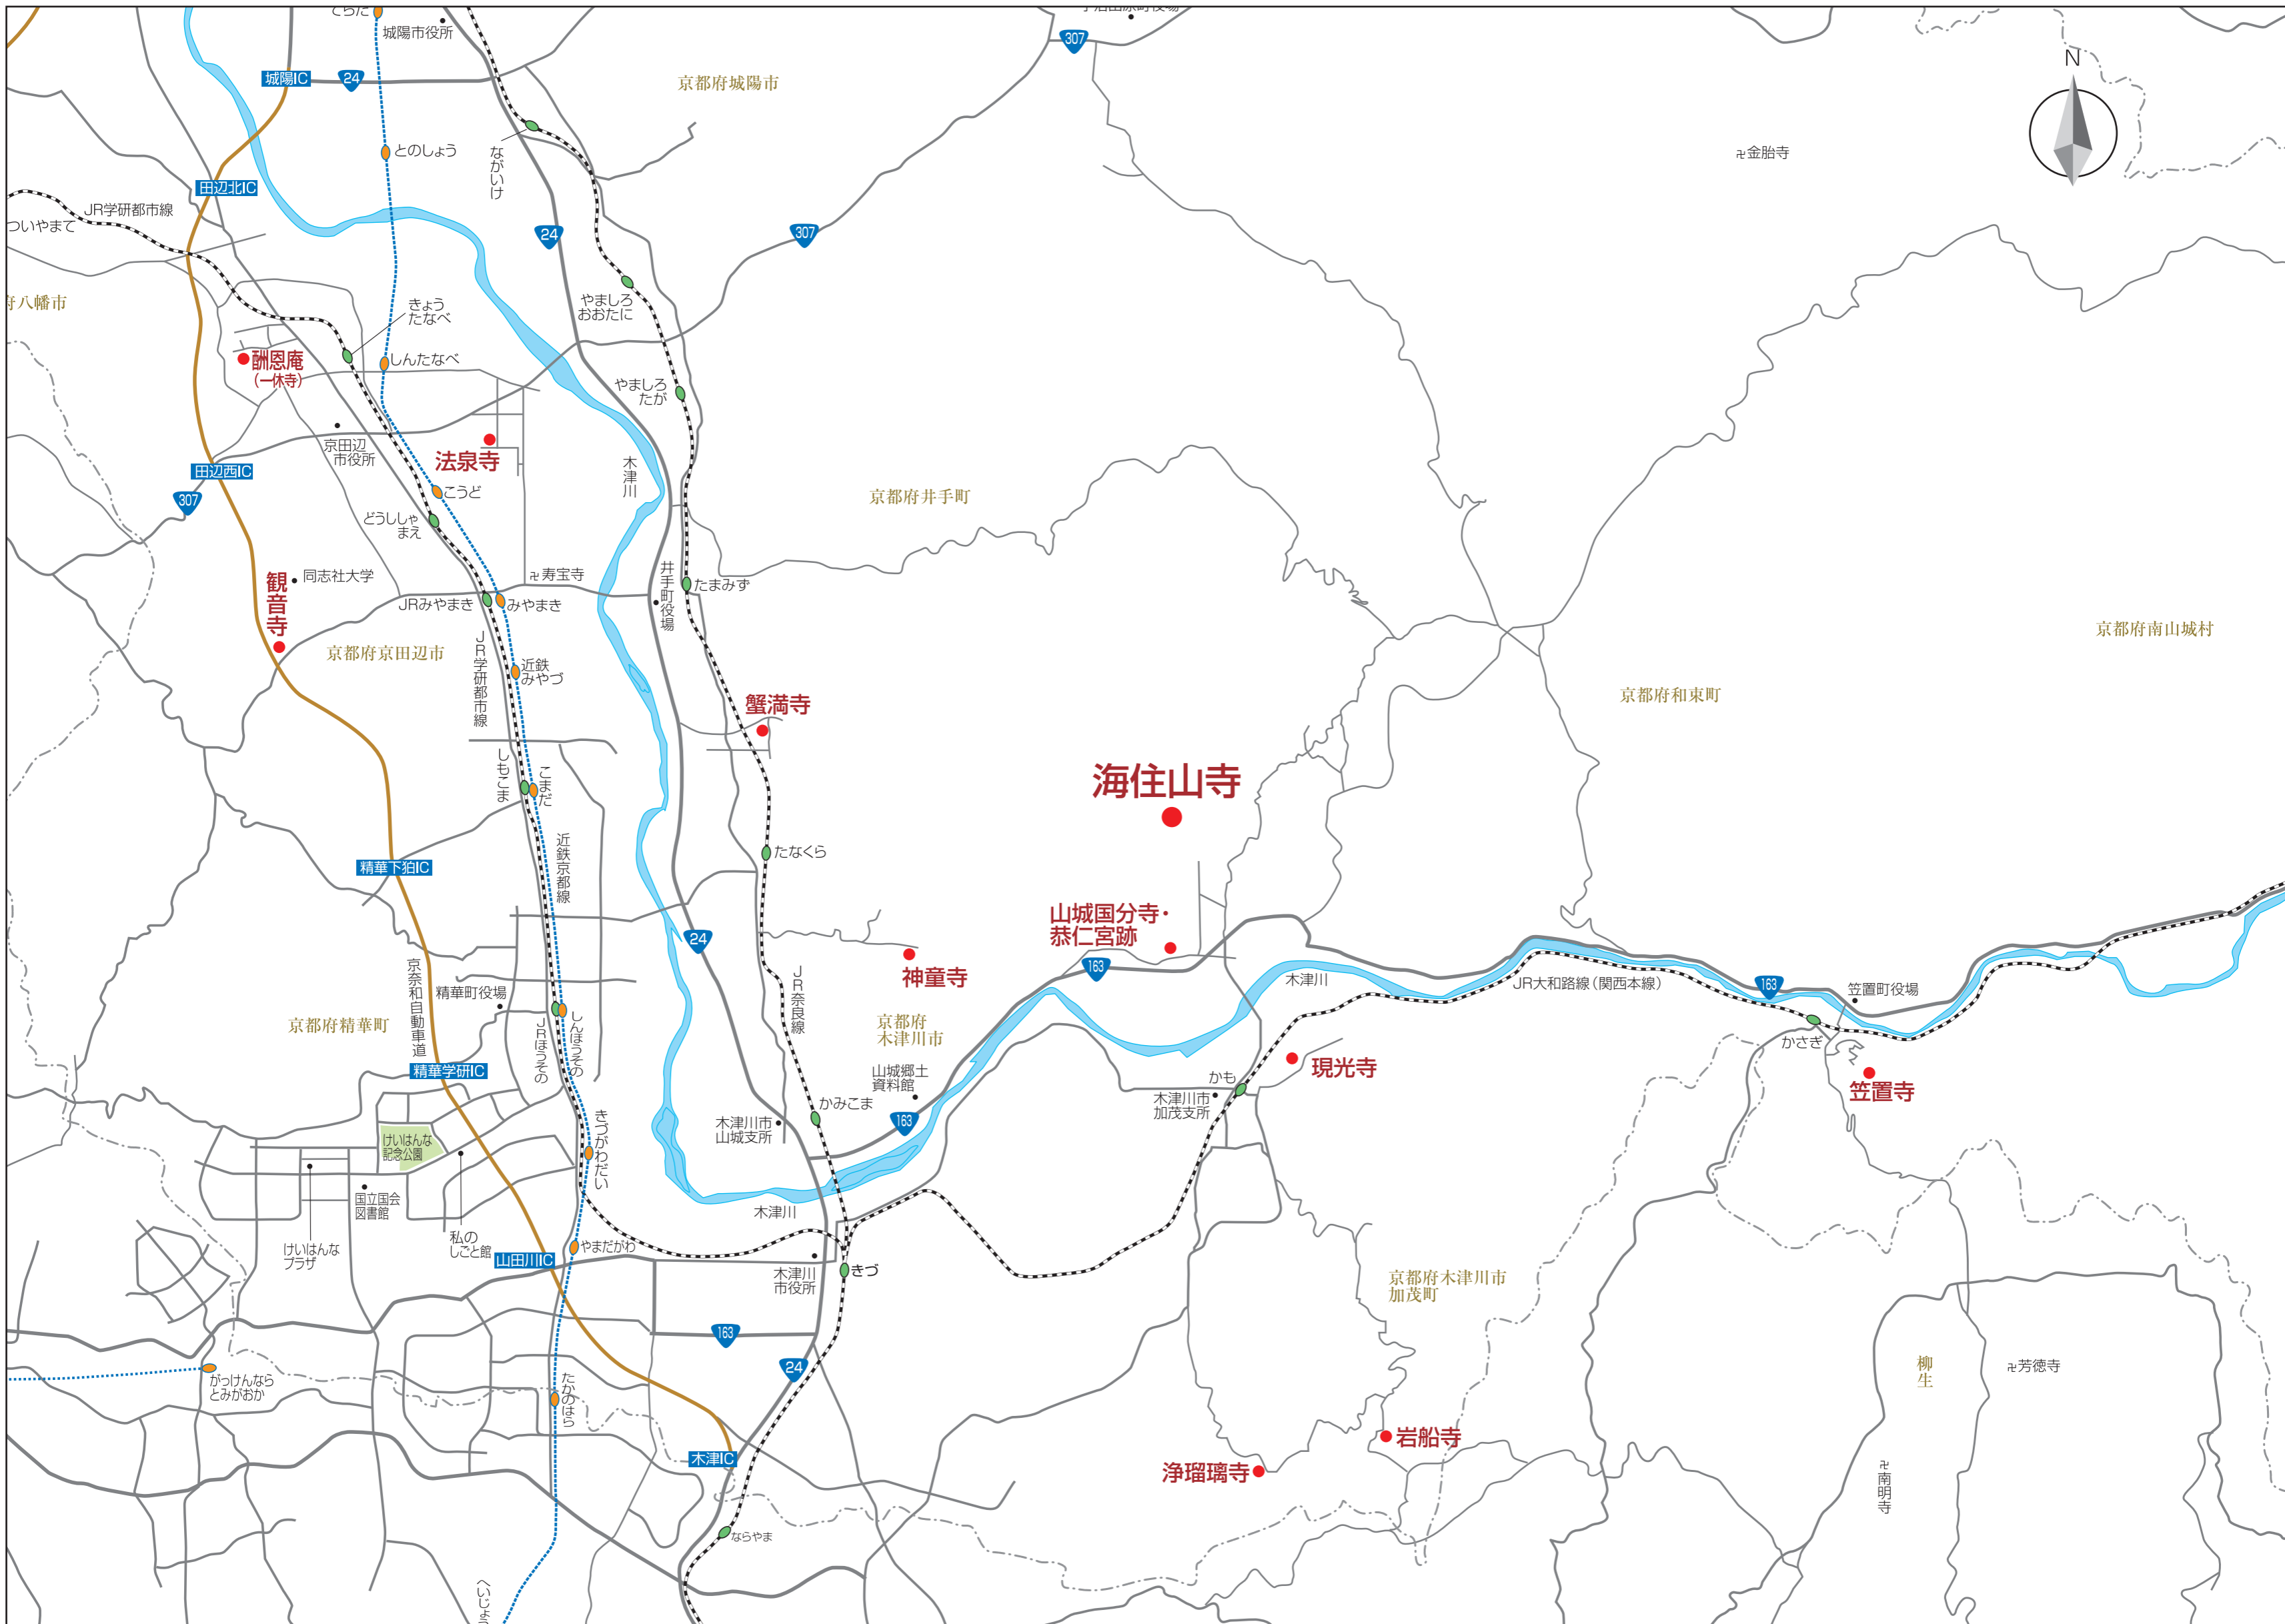 てらだ
城陽市役所
宇治田原町役場
307
N
城陽IC
24
京都府城陽市
とのしょう
ながいけ
卍金胎寺
田辺北IC
JR学研都市線
ついやまて
24
307
府八幡市
きょう
たなべ
やましろ
おおたに
酬恩庵
(一休寺)
しんたなべ
やましろ
たが
京田辺
市役所
法泉寺
木津川
田辺西IC
307
こうど
京都府井手町
どうししゃ
まえ
観音寺
同志社大学
卍寿宝寺
井手町役場
たまみず
JRみやまき
みやまき
京都府京田辺市
JR学研都市線
近鉄
みやづ
京都府南山城村
京都府和束町
蟹満寺
しもこま
こまだ
海住山寺
近鉄京都線
たなくら
精華下狛IC
山城国分寺・
恭仁宮跡
24
神童寺
163
木津川
JR大和路線(関西本線)
163
笠置町役場
京奈和自動車道
精華町役場
JR奈良線
京都府精華町
JRほうその
しんほうその
京都府
木津川市
かさぎ
精華学研IC
山城郷土
資料館
現光寺
かも
木津川市
加茂支所
笠置寺
かみこま
木津川市
山城支所
163
けいはんな
記念公園
きづがわだい
国立国会
図書館
木津川
けいはんな
プラザ
私の
しごと館
山田川IC
やまだがわ
木津川
市役所
きづ
京都府木津川市
加茂町
163
24
がっけんなら
とみがおか
たかのはら
柳生
卍芳徳寺
木津IC
岩船寺
浄瑠璃寺
卍南明寺
ならやま
へいじょう